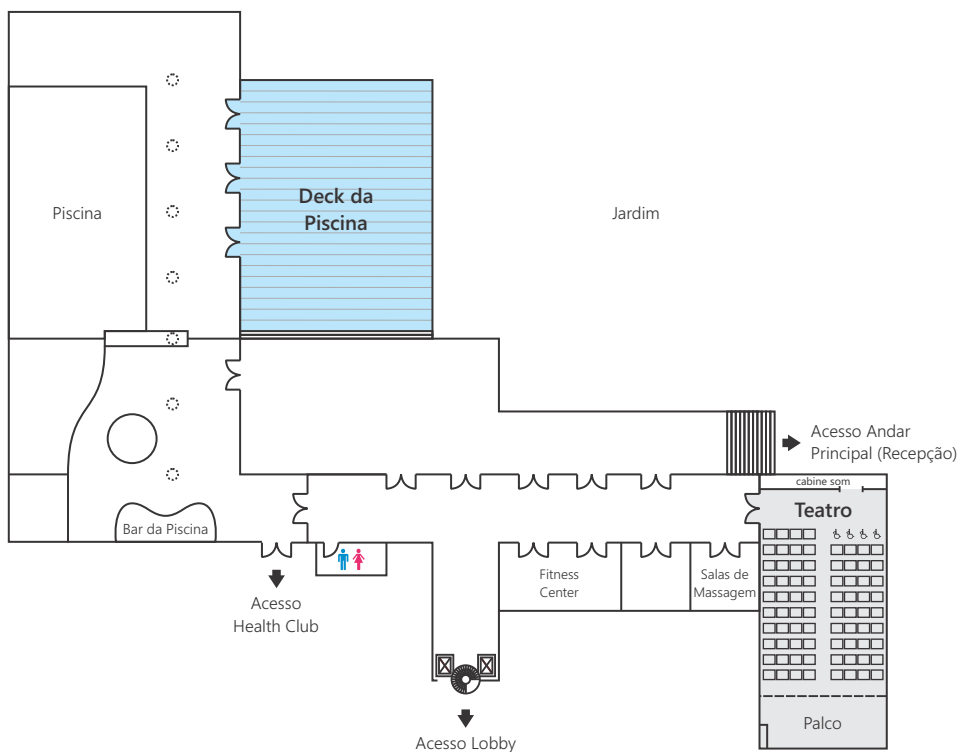 Deck da
Piscina
Piscina
Jardim
Acesso Andar
Principal (Recepção)
cabine som
Teatro
Bar da Piscina
Fitness
Center
Salas de
Massagem
Acesso
Health Club
Palco
Acesso Lobby